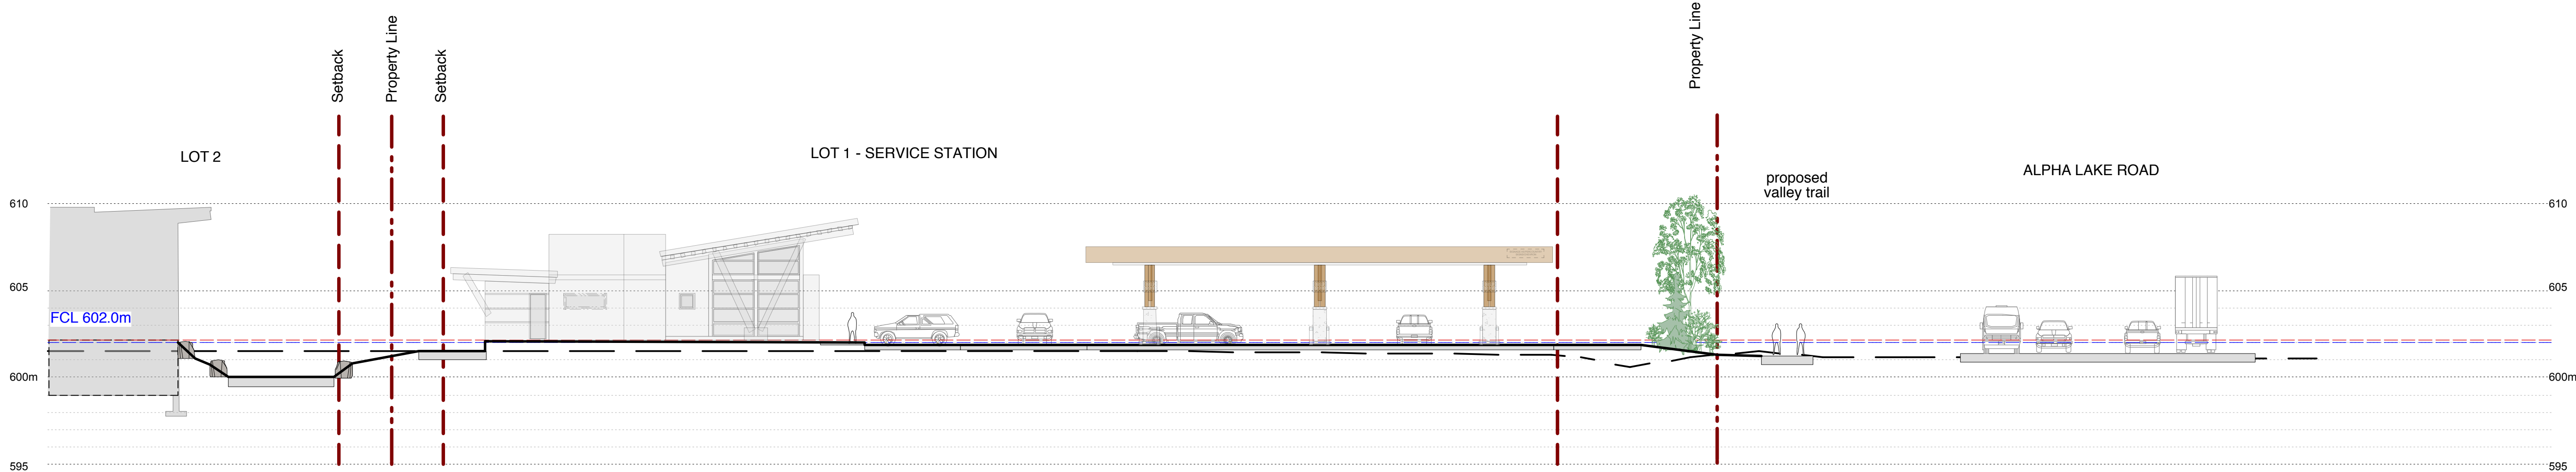 Setback
Property Line
Setback
Property Line
LOT 2
LOT 1 - SERVICE STATION
proposed
valley trail
ALPHA LAKE ROAD
610
610
605
605
FCL 602.0m
600m
600m
595
595